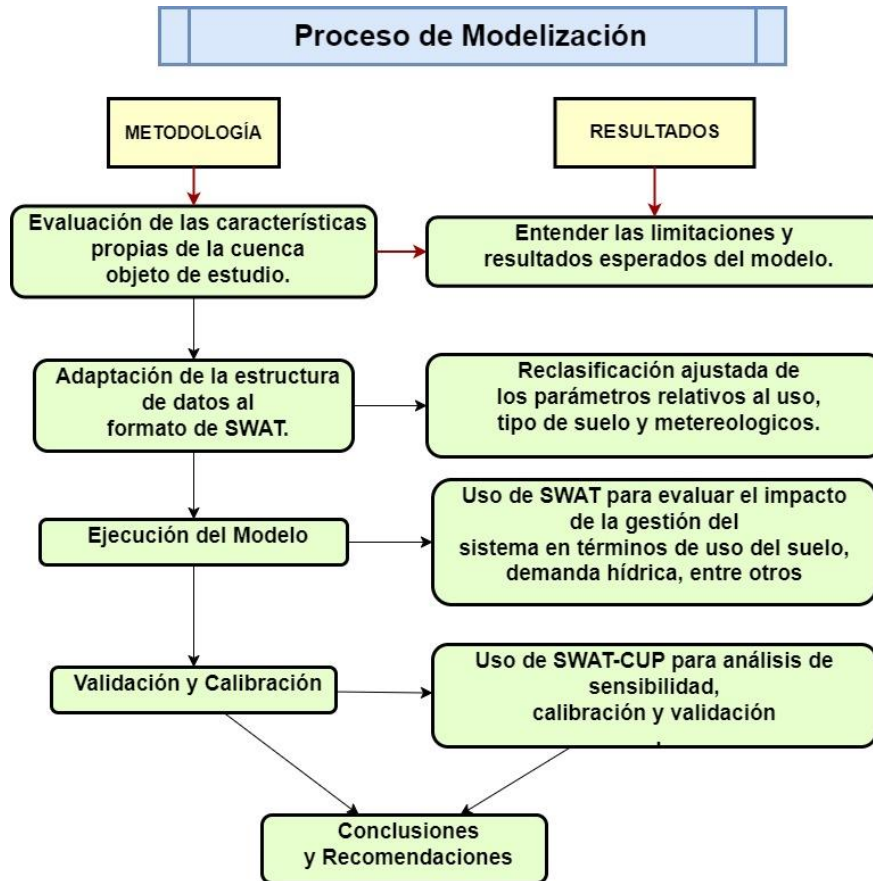 Proceso de Modelización
METODOLOGÍA
RESULTADOS
Evaluación de las características
propias de la cuenca
objeto de estudio.
Entender las limitaciones y
resultados esperados del modelo.
Adaptación de la estructura
de datos al
formato de SWAT.
Reclasificación ajustada de
los parámetros relativos al uso,
tipo de suelo y metereologicos.
Ejecución del Modelo
Uso de SWAT para evaluar el impacto
de la gestión del
sistema en términos de uso del suelo,
demanda hídrica, entre otros
Validación y Calibración
Uso de SWAT-CUP para análisis de
sensibilidad,
calibración y validación
.
Conclusiones
y Recomendaciones